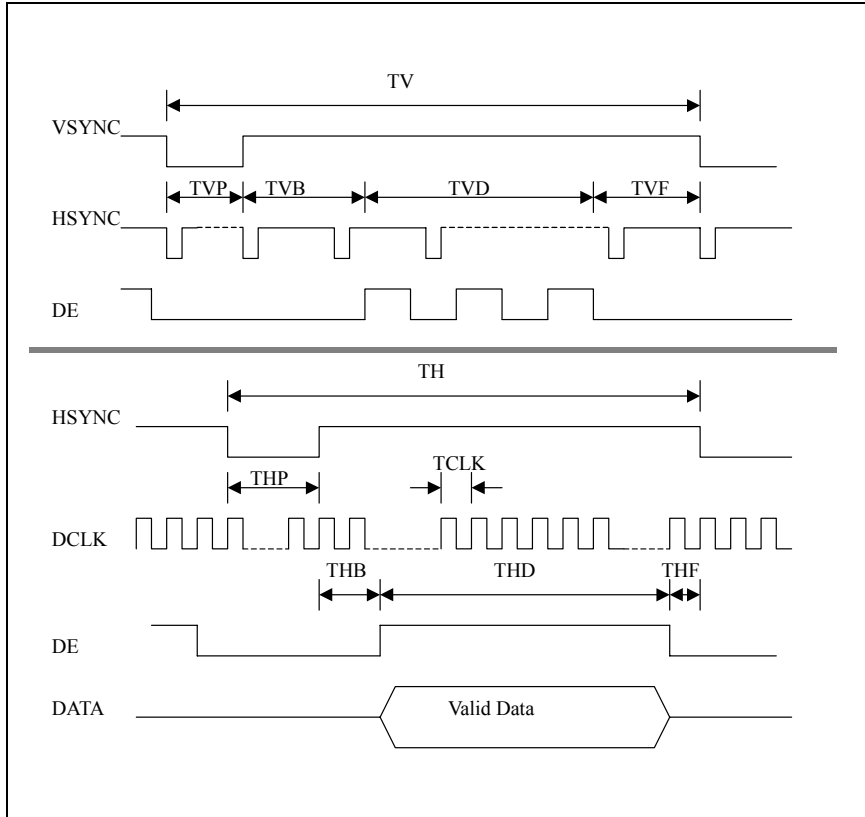 TV
VSYNC
TVP TVB TVD TVF
HSYNC
DE
TH
HSYNC
THP TCLK
DCLK
THB THD THF
DE
DATA Valid Data